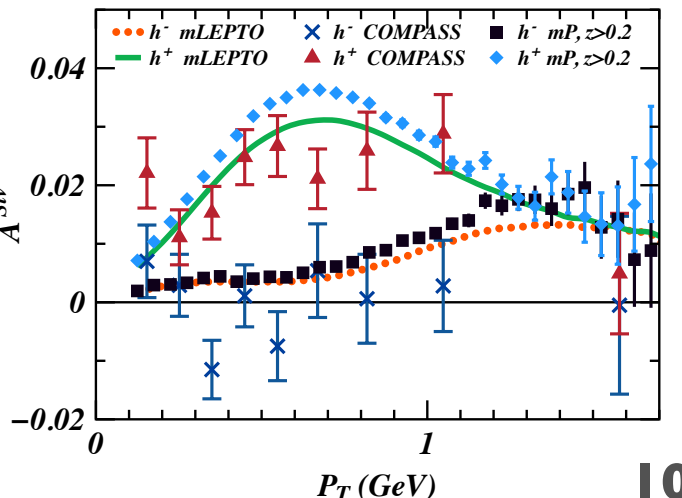 h⁻ mLEPTO h⁻ COMPASS h⁻ mP, z>0.2
h⁺ mLEPTO h⁺ COMPASS h⁺ mP, z>0.2
0.04
0.02
0
-0.02
0 1
P_T (GeV)
10